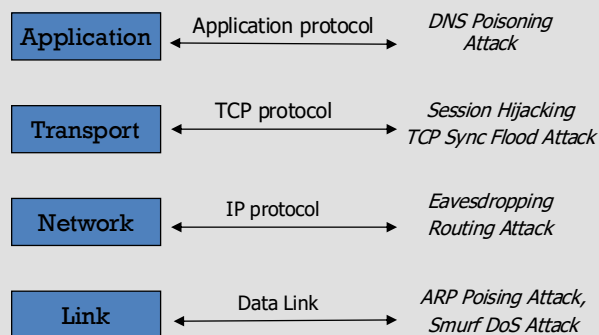 Application
Application protocol
DNS Poisoning
Attack
Transport
TCP protocol
Session Hijacking
TCP Sync Flood Attack
Network
IP protocol
Eavesdropping
Routing Attack
Link
Data Link
ARP Poising Attack,
Smurf DoS Attack